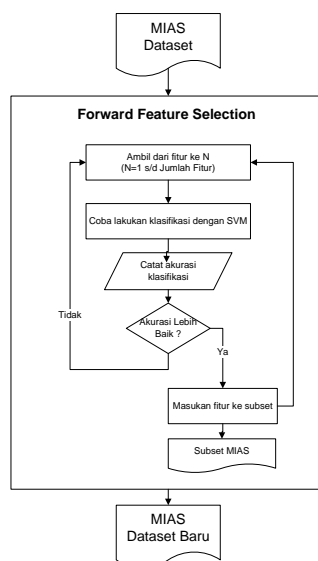 MIAS
Dataset
Forward Feature Selection
Ambil dari fitur ke N
(N=1 s/d Jumlah Fitur)
Coba lakukan klasifikasi dengan SVM
Catat akurasi
klasifikasi
Tidak
Akurasi Lebih
Baik ?
Ya
Masukan fitur ke subset
Subset MIAS
MIAS
Dataset Baru